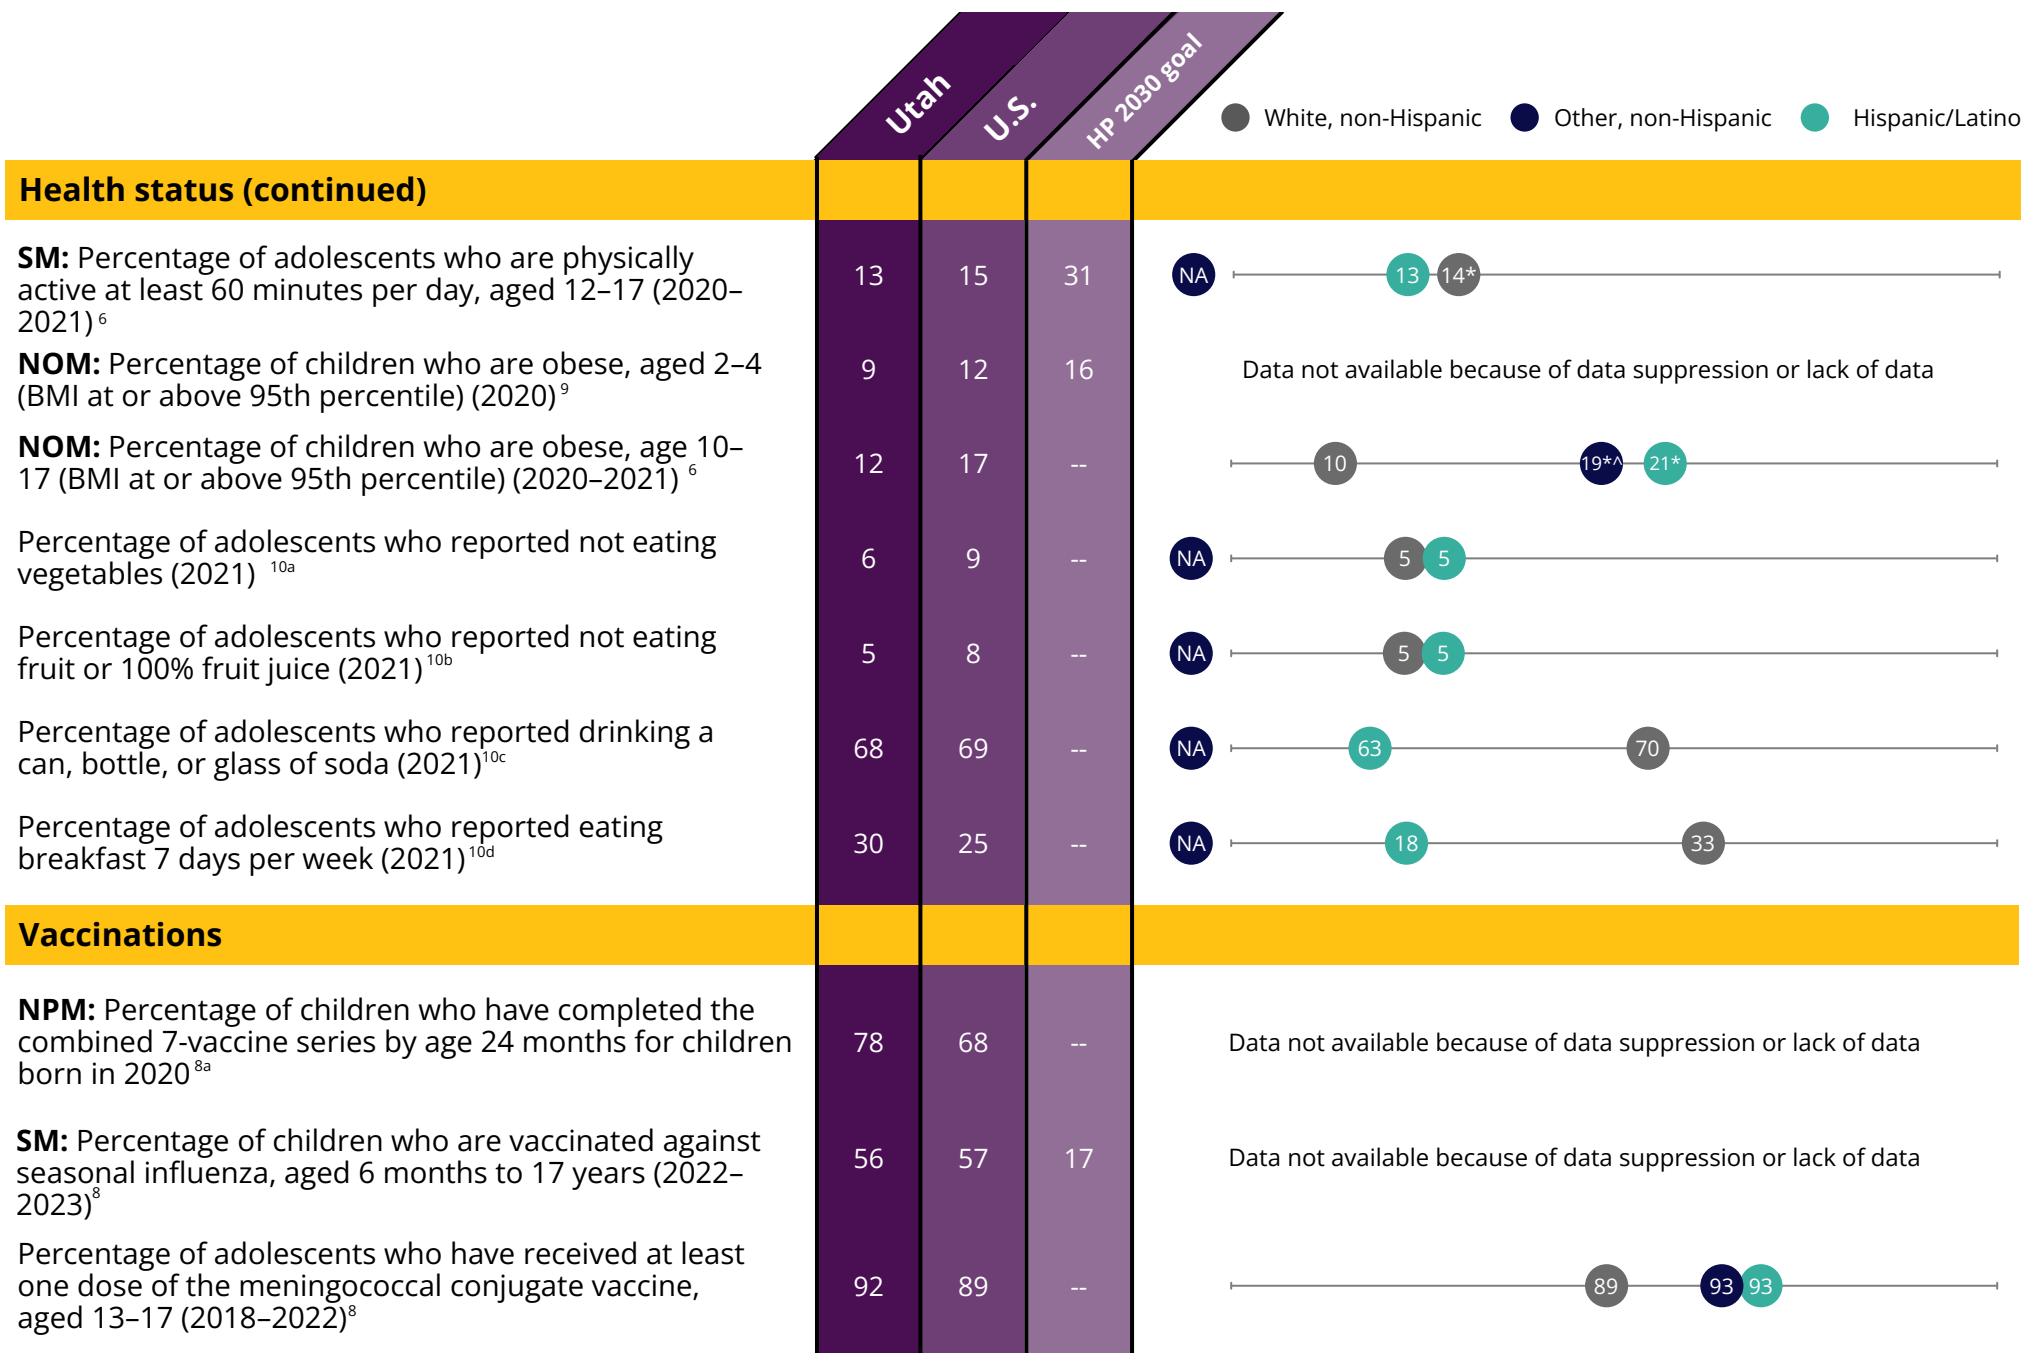 Utah
U.S.
HP 2030 goal
White, non-Hispanic
Other, non-Hispanic
Hispanic/Latino
Health status (continued)
SM: Percentage of adolescents who are physically
active at least 60 minutes per day, aged 12–17 (2020–
2021) 6
13 15 31 NA 13 14*
NOM: Percentage of children who are obese, aged 2–4
(BMI at or above 95th percentile) (2020) 9
9 12 16 Data not available because of data suppression or lack of data
NOM: Percentage of children who are obese, age 10–
17 (BMI at or above 95th percentile) (2020–2021) 6
12 17 -- 10 19*^ 21*
Percentage of adolescents who reported not eating
vegetables (2021) 10a
6 9 -- NA 5 5
Percentage of adolescents who reported not eating
fruit or 100% fruit juice (2021) 10b
5 8 -- NA 5 5
Percentage of adolescents who reported drinking a
can, bottle, or glass of soda (2021)10c
68 69 -- NA 63 70
Percentage of adolescents who reported eating
breakfast 7 days per week (2021) 10d
30 25 -- NA 18 33
Vaccinations
NPM: Percentage of children who have completed the
combined 7-vaccine series by age 24 months for children
born in 2020 8a
78 68 -- Data not available because of data suppression or lack of data
SM: Percentage of children who are vaccinated against
seasonal influenza, aged 6 months to 17 years (2022–
2023)8
56 57 17 Data not available because of data suppression or lack of data
Percentage of adolescents who have received at least
one dose of the meningococcal conjugate vaccine,
aged 13–17 (2018–2022)8
92 89 -- 89 93 93